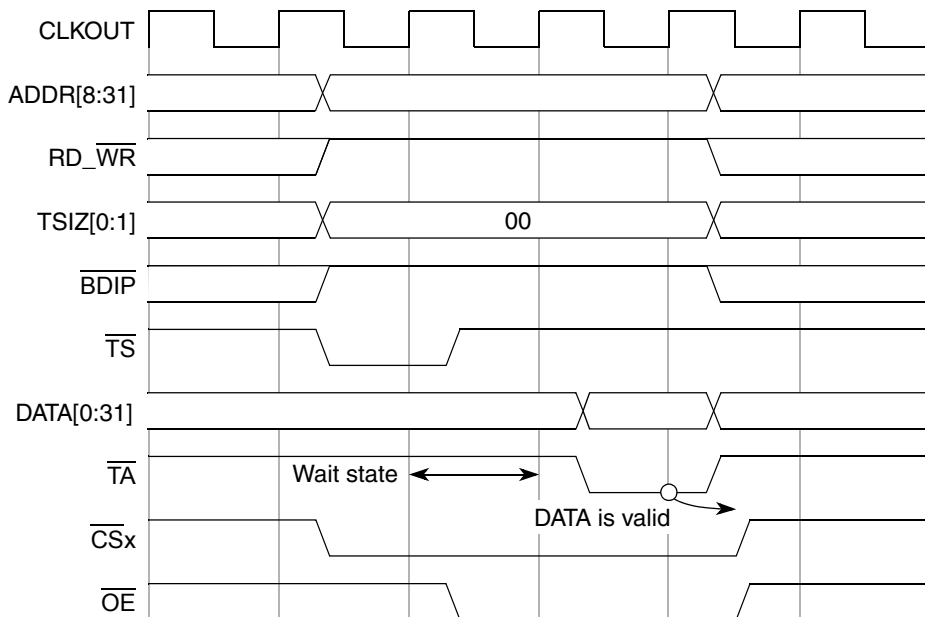 CLKOUT
ADDR[8:31]
RD_WR
TSIZ[0:1]
00
BDIP
TS
DATA[0:31]
TA
Wait state
DATA is valid
CSx
OE